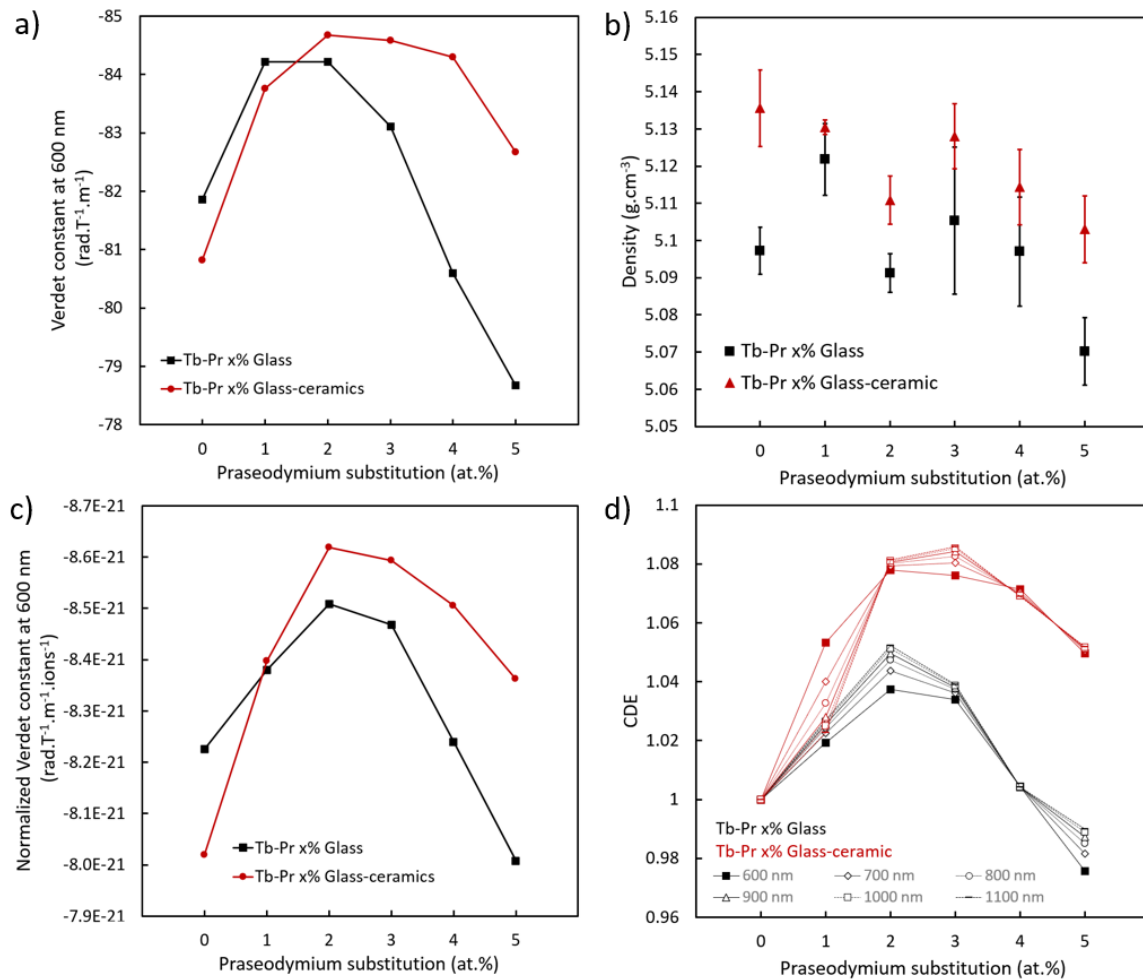 a)
Verdet constant at 600 nm
(rad.T⁻¹.m⁻¹)
-85
-84
-83
-82
-81
-80
-79
-78
Tb-Pr x% Glass
Tb-Pr x% Glass-ceramics
0 1 2 3 4 5
Praseodymium substitution (at.%)
b)
Density (g.cm⁻³)
5.16
5.15
5.14
5.13
5.12
5.11
5.1
5.09
5.08
5.07
5.06
5.05
Tb-Pr x% Glass
Tb-Pr x% Glass-ceramic
0 1 2 3 4 5
Praseodymium substitution (at.%)
c)
Normalized Verdet constant at 600 nm
(rad.T⁻¹.m⁻¹.ions⁻¹)
-8.7E-21
-8.6E-21
-8.5E-21
-8.4E-21
-8.3E-21
-8.2E-21
-8.1E-21
-8.0E-21
-7.9E-21
Tb-Pr x% Glass
Tb-Pr x% Glass-ceramics
0 1 2 3 4 5
Praseodymium substitution (at.%)
d)
CDE
1.1
1.08
1.06
1.04
1.02
1
0.98
0.96
Tb-Pr x% Glass
Tb-Pr x% Glass-ceramic
600 nm 700 nm 800 nm
900 nm 1000 nm 1100 nm
0 1 2 3 4 5
Praseodymium substitution (at.%)